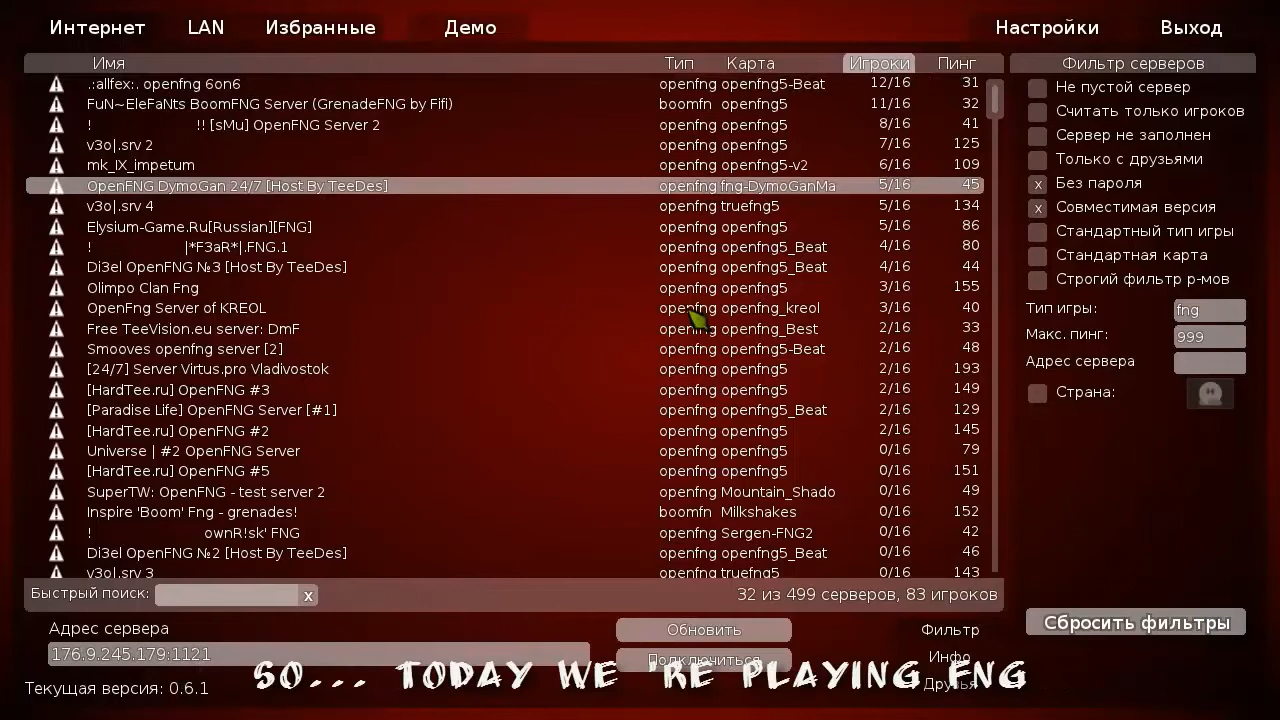 Интернет LAN Избранные Демо Настройки Выход
Имя Тип Карта Игроки Пинг
.:allfex:. openfng 6on6 openfng openfng5-Beat 12/16 31
FuN~EleFaNts BoomFNG Server (GrenadeFNG by Fifi) boomfn openfng5 11/16 32
! !! [sMu] OpenFNG Server 2 openfng openfng5 8/16 41
v3o|.srv 2 openfng openfng5 7/16 125
mk_IX_impetum openfng openfng5-v2 6/16 109
OpenFNG DymoGan 24/7 [Host By TeeDes] openfng fng-DymoGanMa 5/16 45
v3o|.srv 4 openfng truefng5 5/16 134
Elysium-Game.Ru[Russian][FNG] openfng openfng5 5/16 86
! |*F3aR*|.FNG.1 openfng openfng5_Beat 4/16 80
Di3el OpenFNG №3 [Host By TeeDes] openfng openfng5_Beat 4/16 44
Olimpo Clan Fng openfng openfng5 3/16 155
OpenFng Server of KREOL openfng openfng_kreol 3/16 40
Free TeeVision.eu server: DmF openfng openfng_Best 2/16 33
Smooves openfng server [2] openfng openfng5-Beat 2/16 48
[24/7] Server Virtus.pro Vladivostok openfng openfng5 2/16 193
[HardTee.ru] OpenFNG #3 openfng openfng5 2/16 149
[Paradise Life] OpenFNG Server [#1] openfng openfng5_Beat 2/16 129
[HardTee.ru] OpenFNG #2 openfng openfng5 2/16 145
Universe | #2 OpenFNG Server openfng openfng5 0/16 79
[HardTee.ru] OpenFNG #5 openfng openfng5 0/16 151
SuperTW: OpenFNG - test server 2 openfng Mountain_Shado 0/16 49
Inspire 'Boom' Fng - grenades! boomfn Milkshakes 0/16 152
! ownR!sk' FNG openfng Sergen-FNG2 0/16 42
Di3el OpenFNG №2 [Host By TeeDes] openfng openfng5_Beat 0/16 46
v3o|.srv 3 openfng truefng5 0/16 143
Быстрый поиск: x 32 из 499 серверов, 83 игроков
Фильтр серверов
Не пустой сервер
Считать только игроков
Сервер не заполнен
Только с друзьями
x Без пароля
x Совместимая версия
Стандартный тип игры
Стандартная карта
Строгий фильтр р-мов
Тип игры: fng
Макс. пинг: 999
Адрес сервера
Страна:
Сбросить фильтры
Адрес сервера
176.9.245.179:1121
Обновить
Подключиться
Фильтр
Инфо
Друзья
Текущая версия: 0.6.1
SO... TODAY WE 'RE PLAYING FNG